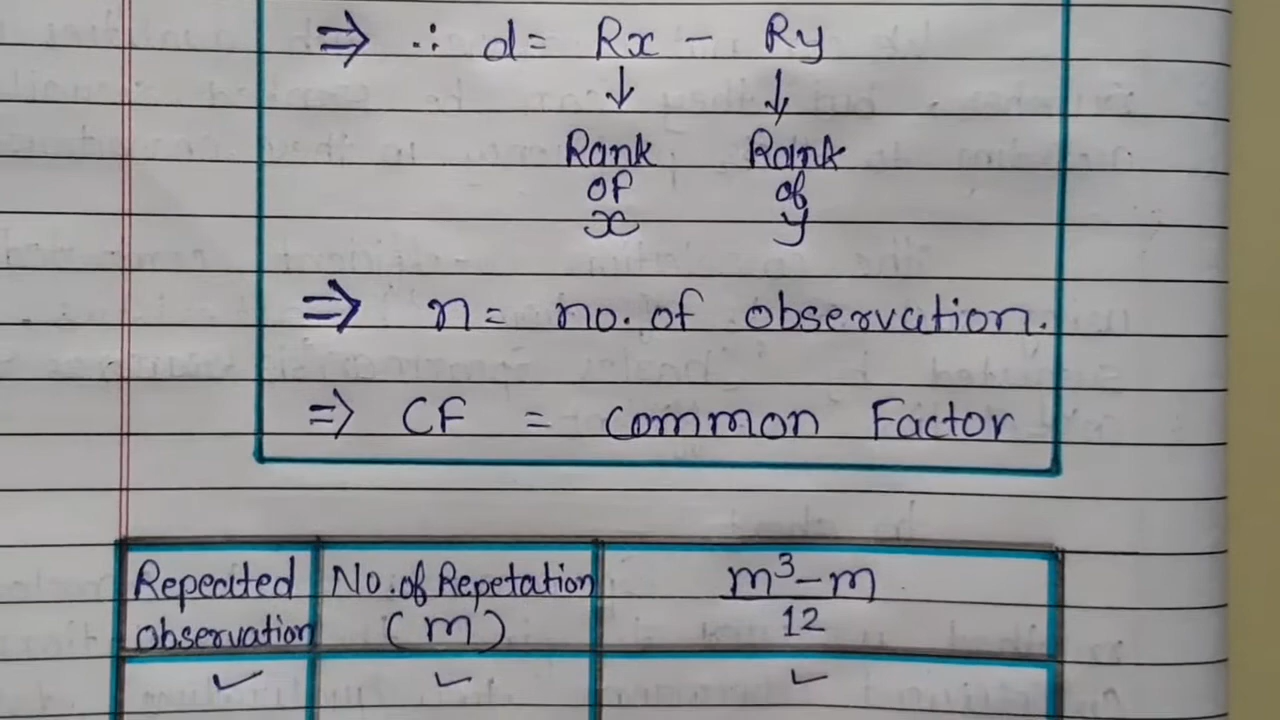 ⇒ ∴ d = Rx - Ry
↓ ↓
Rank Rank
of of
x y
⇒ n = no. of observation.
⇒ CF = Common Factor
Repeated No. of Repetation m³-m
observation (m) 12
✓ ✓ ✓